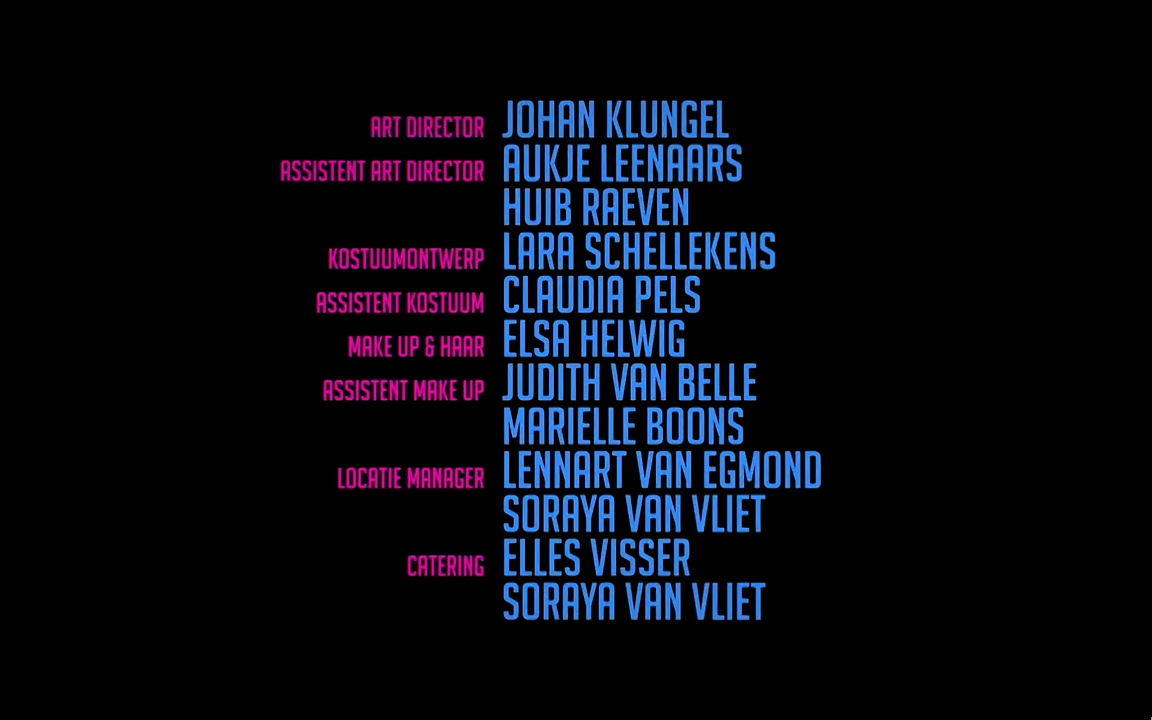 ART DIRECTOR JOHAN KLUNGEL
ASSISTENT ART DIRECTOR AUKJE LEENAARS
HUIB RAEVEN
KOSTUUMONTWERP LARA SCHELLEKENS
ASSISTENT KOSTUUM CLAUDIA PELS
MAKE UP & HAAR ELSA HELWIG
ASSISTENT MAKE UP JUDITH VAN BELLE
MARIELLE BOONS
LOCATIE MANAGER LENNART VAN EGMOND
SORAYA VAN VLIET
CATERING ELLES VISSER
SORAYA VAN VLIET